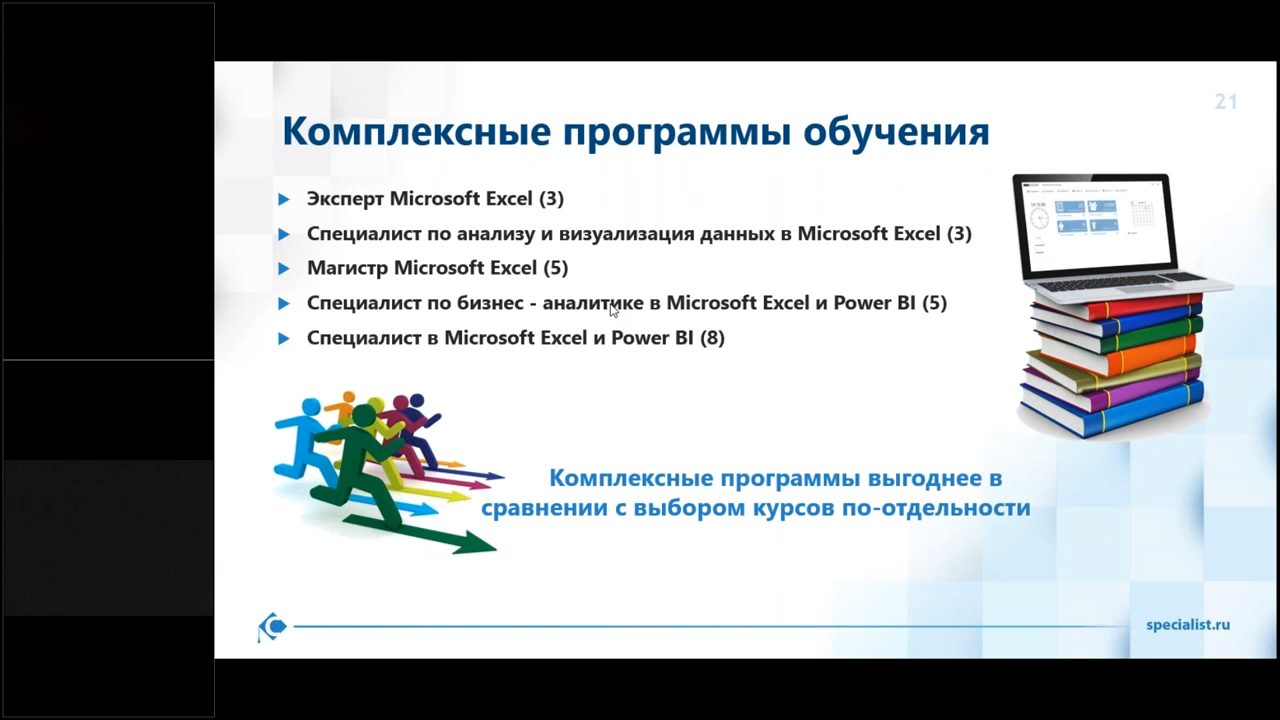 21
Комплексные программы обучения
Эксперт Microsoft Excel (3)
Специалист по анализу и визуализация данных в Microsoft Excel (3)
Магистр Microsoft Excel (5)
Специалист по бизнес - аналитике в Microsoft Excel и Power BI (5)
Специалист в Microsoft Excel и Power BI (8)
Комплексные программы выгоднее в
сравнении с выбором курсов по-отдельности
specialist.ru